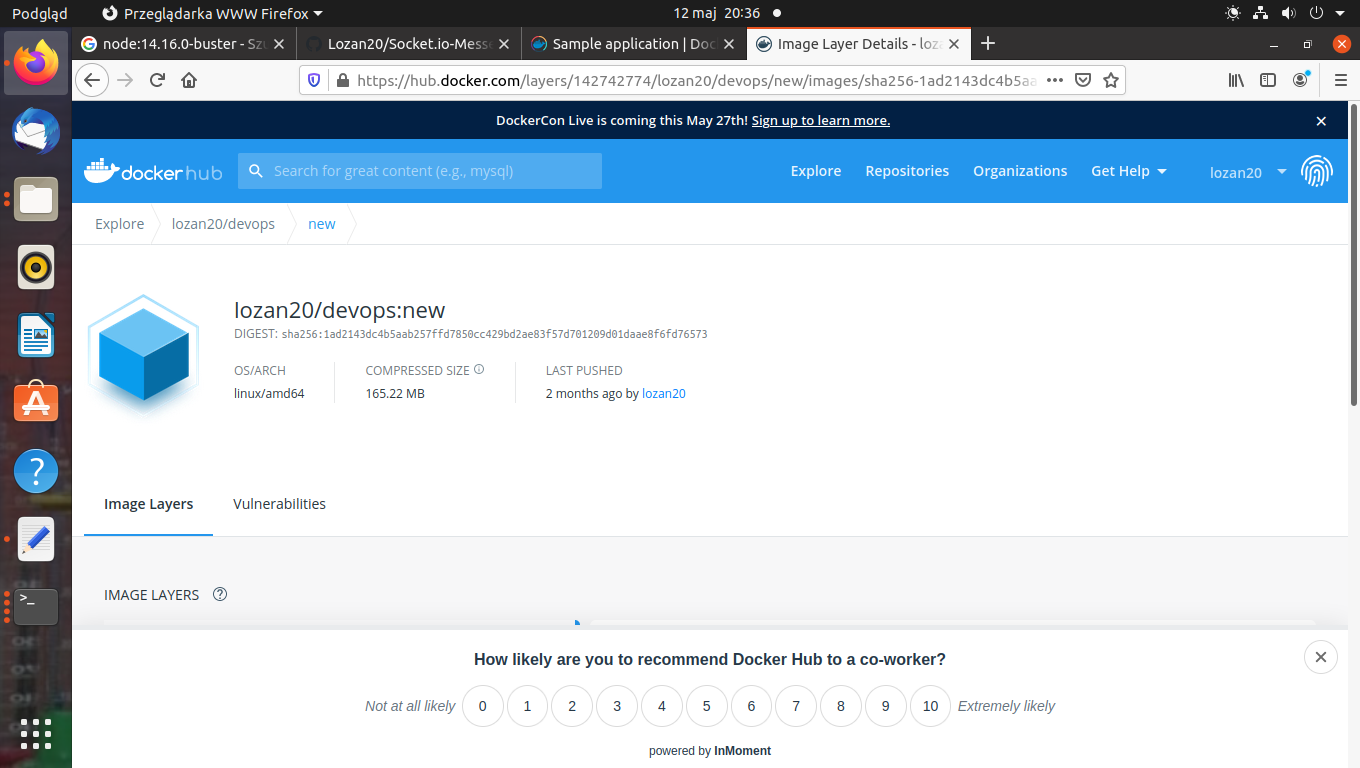 Podgląd Przeglądarka WWW Firefox 12 maj 20:36
node:14.16.0-buster - Szu Lozan20/Socket.io-Messe Sample application | Doc Image Layer Details - loza
https://hub.docker.com/layers/142742774/lozan20/devops/new/images/sha256-1ad2143dc4b5aa
DockerCon Live is coming this May 27th! Sign up to learn more.
docker hub Search for great content (e.g., mysql) Explore Repositories Organizations Get Help lozan20
Explore lozan20/devops new
lozan20/devops:new
DIGEST: sha256:1ad2143dc4b5aab257ffd7850cc429bd2ae83f57d701209d01daae8f6fd76573
OS/ARCH COMPRESSED SIZE LAST PUSHED
linux/amd64 165.22 MB 2 months ago by lozan20
Image Layers Vulnerabilities
IMAGE LAYERS
How likely are you to recommend Docker Hub to a co-worker?
Not at all likely 0 1 2 3 4 5 6 7 8 9 10 Extremely likely
powered by InMoment